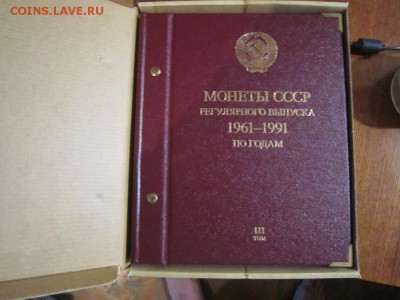 COINS.LAVE.RU
МОНЕТЫ СССР
РЕГУЛЯРНОГО ВЫПУСКА
1961–1991
ПО ГОДАМ
III
ТОМ